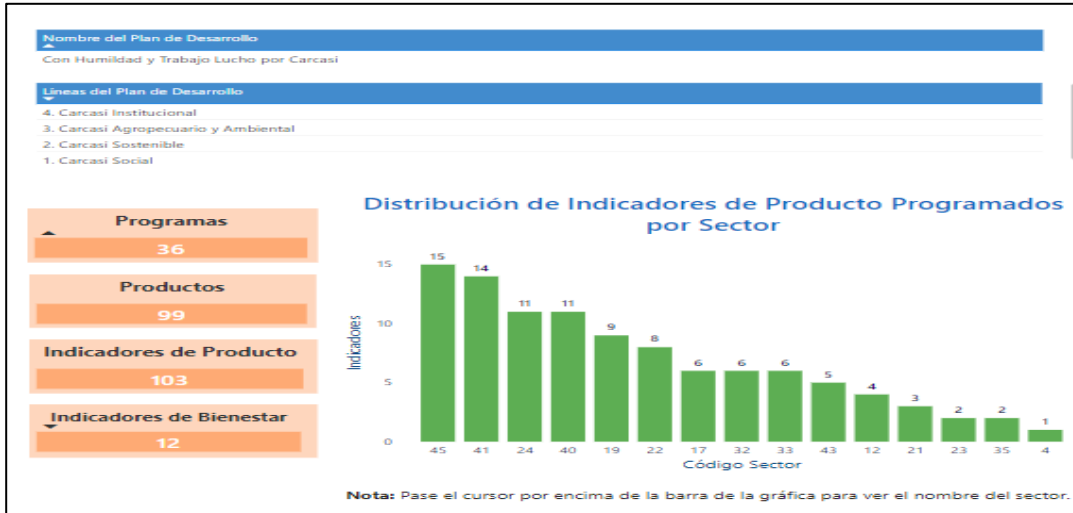 Nombre del Plan de Desarrollo
Con Humildad y Trabajo Lucho por Carcasi
Líneas del Plan de Desarrollo
4. Carcasi Institucional
3. Carcasi Agropecuario y Ambiental
2. Carcasi Sostenible
1. Carcasi Social
Programas
36
Productos
99
Indicadores de Producto
103
Indicadores de Bienestar
12
Distribución de Indicadores de Producto Programados
por Sector
Indicadores
15
10
5
0
15
14
11
11
9
8
6
6
6
5
4
3
2
2
1
45 41 24 40 19 22 17 32 33 43 12 21 23 35 4
Código Sector
Nota: Pase el cursor por encima de la barra de la gráfica para ver el nombre del sector.